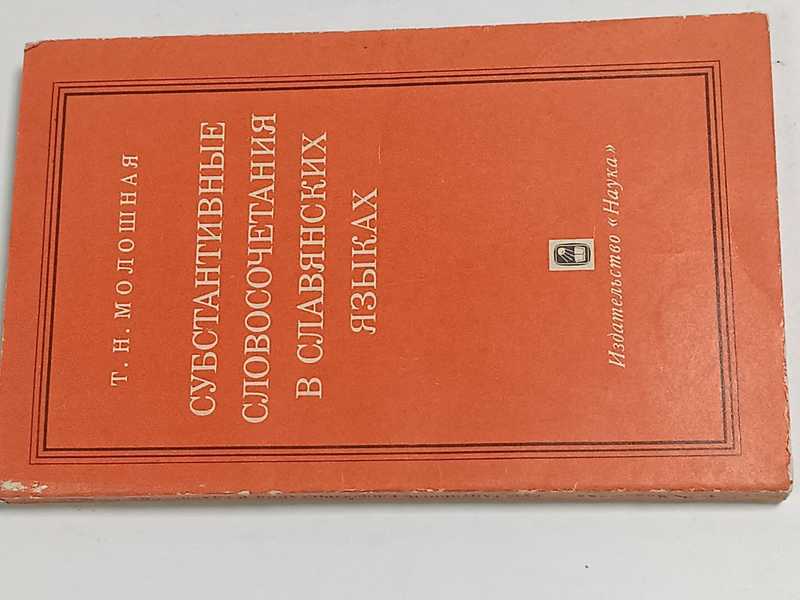 Т. Н. МОЛОШНАЯ
СУБСТАНТИВНЫЕ
СЛОВОСОЧЕТАНИЯ
В СЛАВЯНСКИХ
ЯЗЫКАХ
Издательство «Наука»